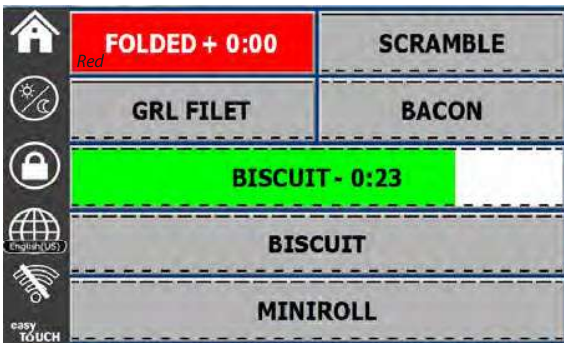 FOLDED + 0:00
Red
SCRAMBLE
GRL FILET
BACON
BISCUIT - 0:23
English(US)
BISCUIT
MINIROLL
easy
TOUCH